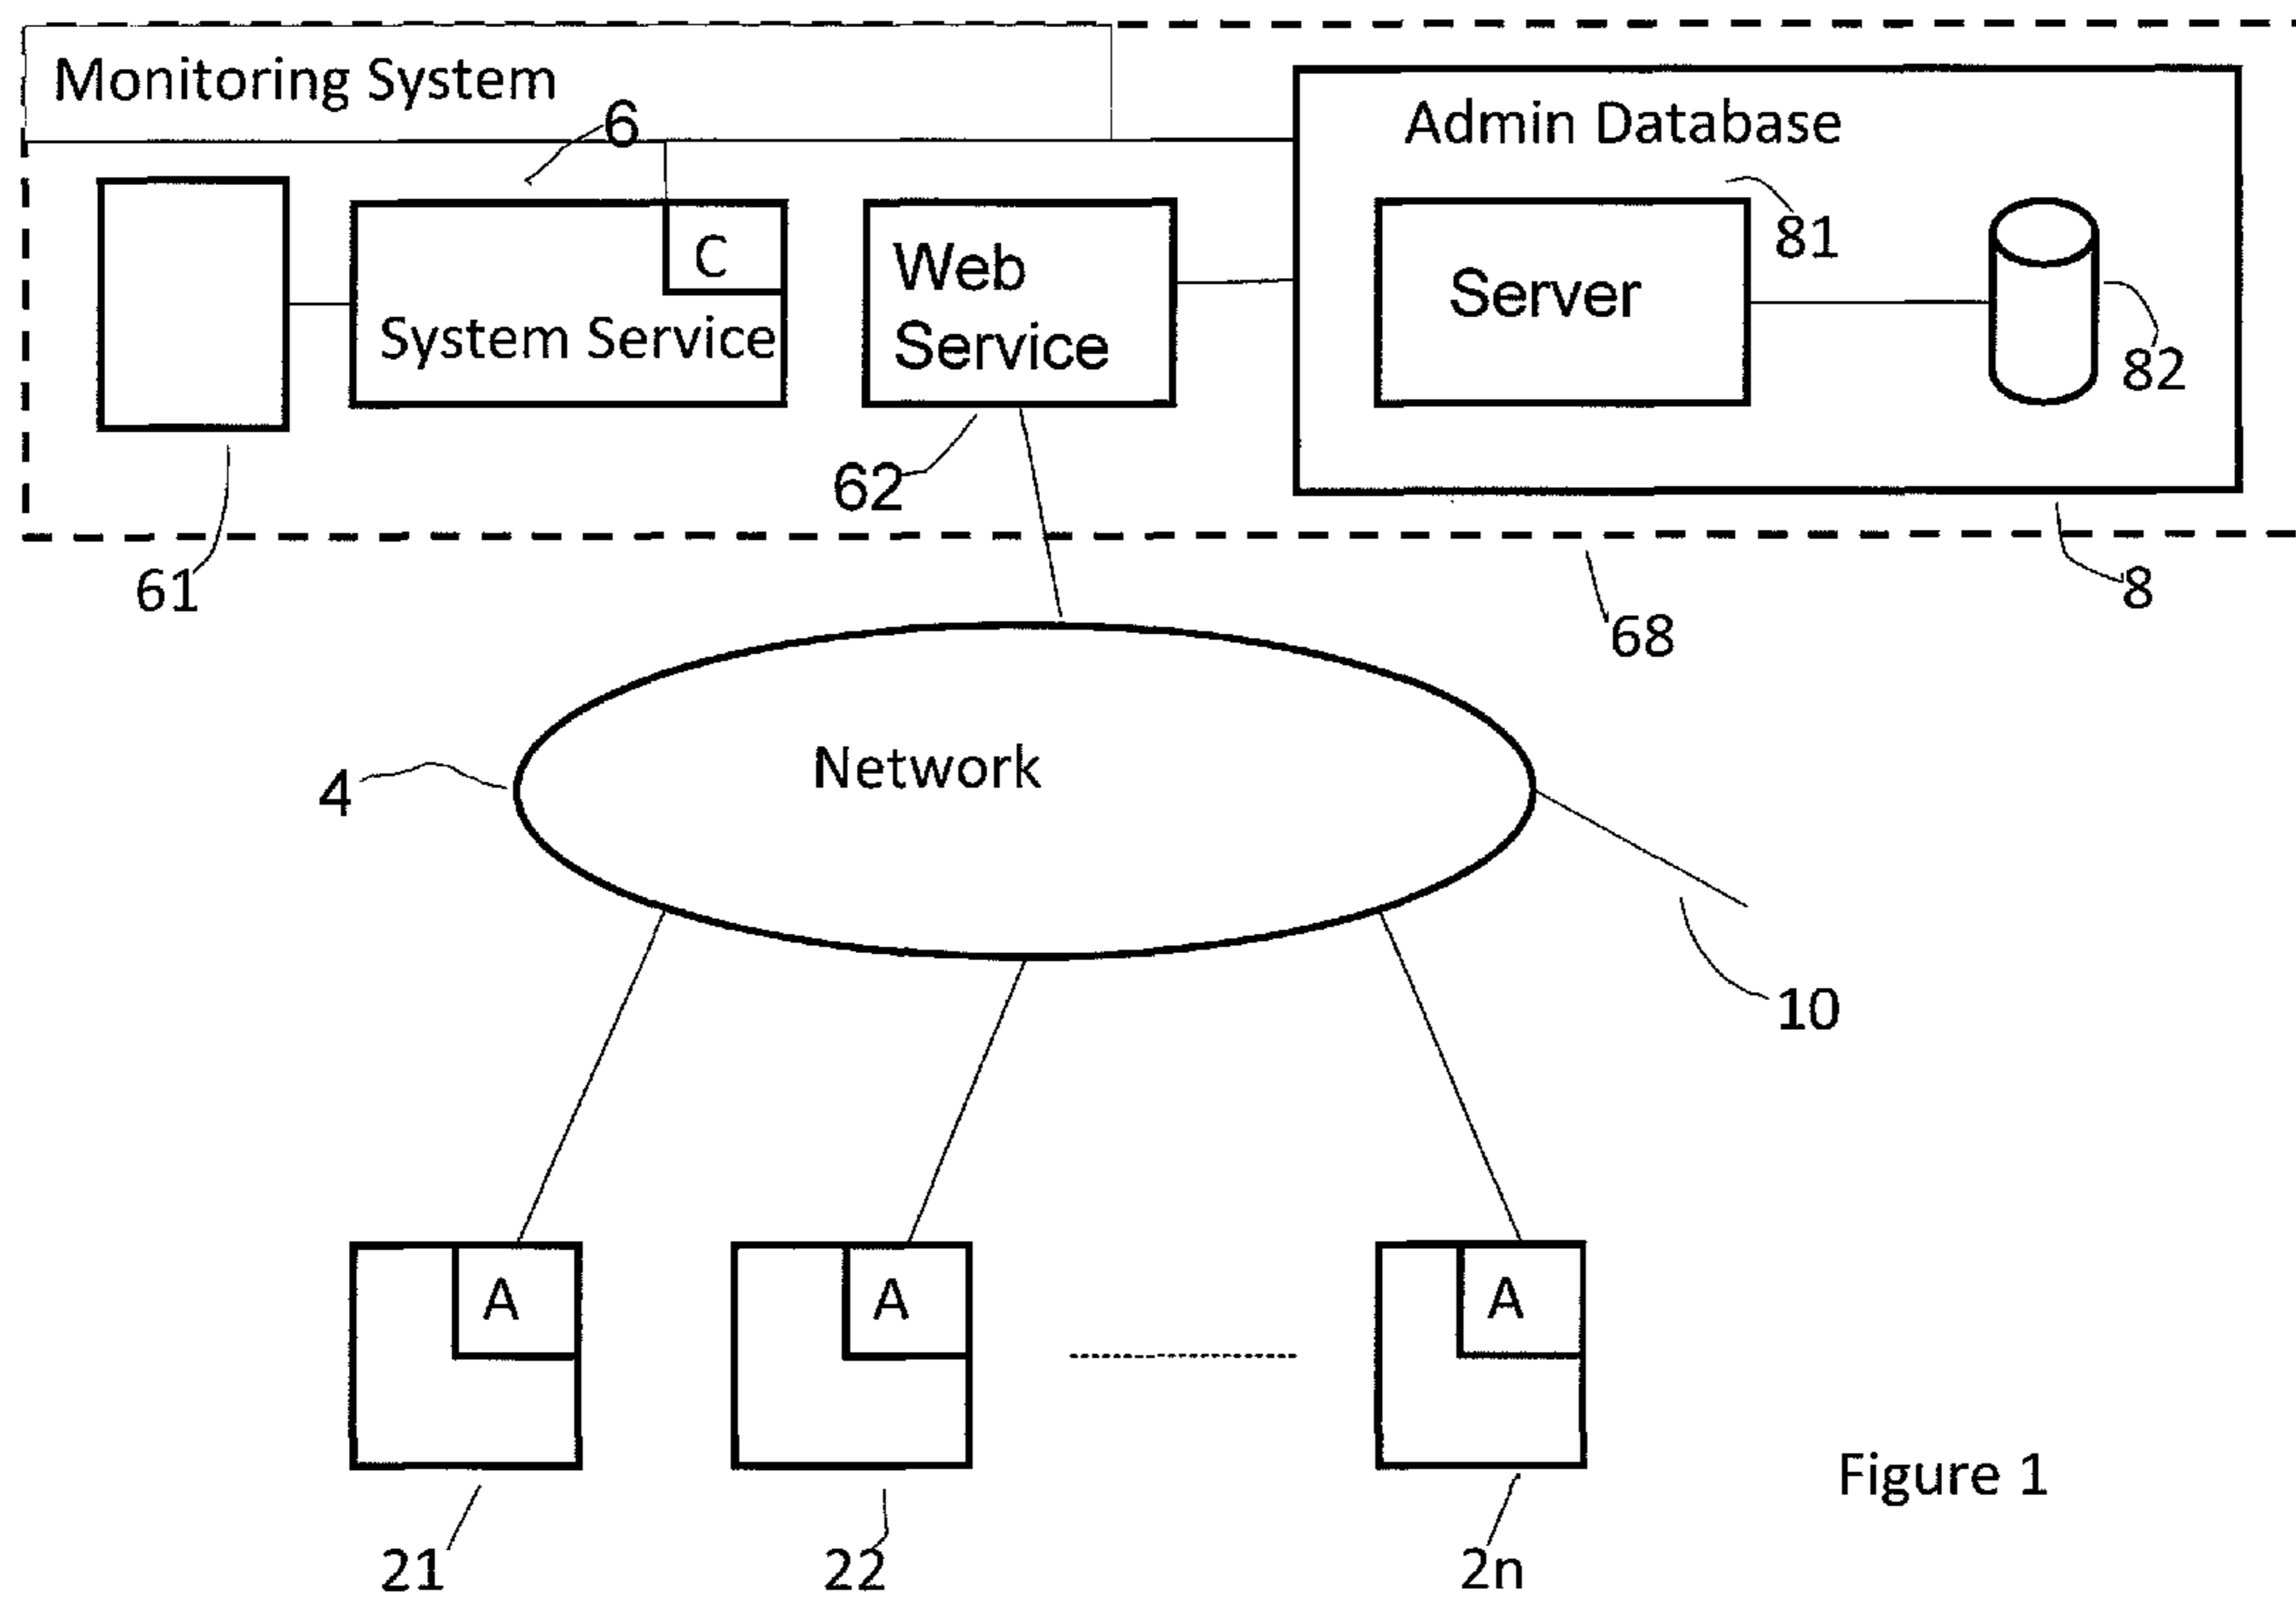 Monitoring System
6
Admin Database
81
C
System Service
Web
Service
Server
82
62
61
68
8
Network
4
10
A
A
A
21
22
2n
Figure 1